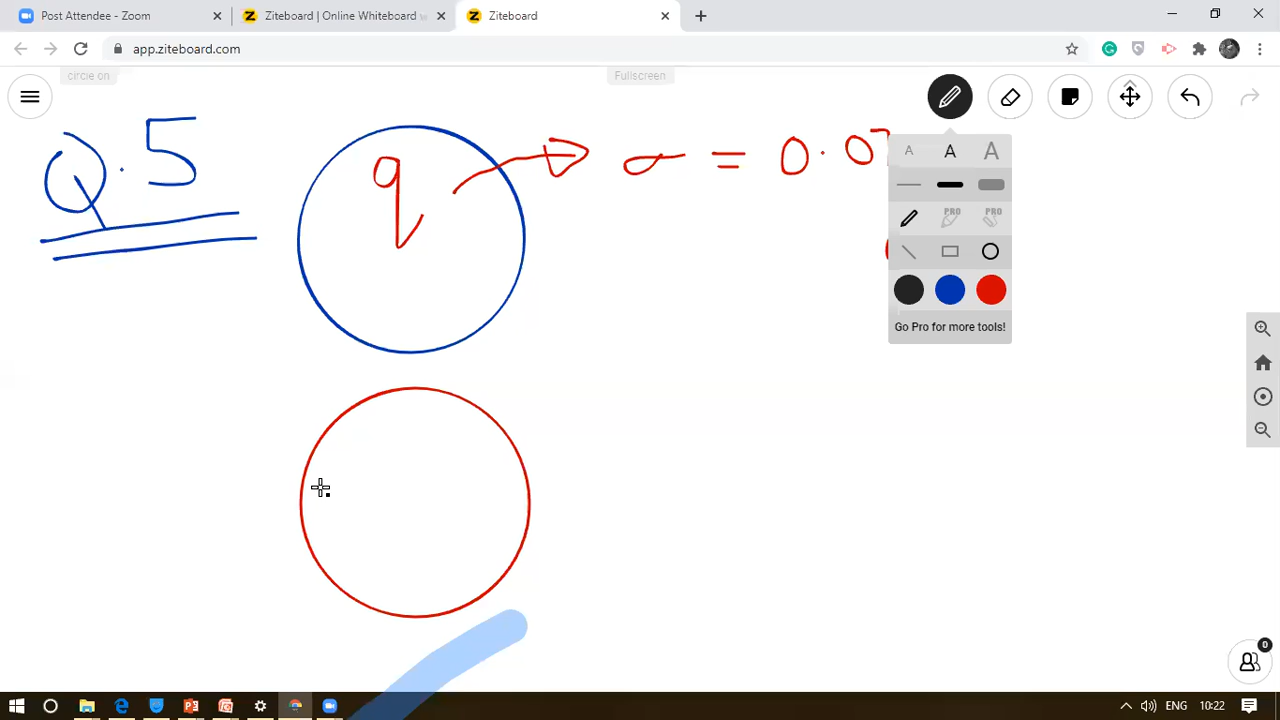 Post Attendee - Zoom
Ziteboard | Online Whiteboard
Ziteboard
app.ziteboard.com
circle on
Fullscreen
Q.5
q
= 0.0
A A A
PRO PRO
Go Pro for more tools!
0
ENG 10:22